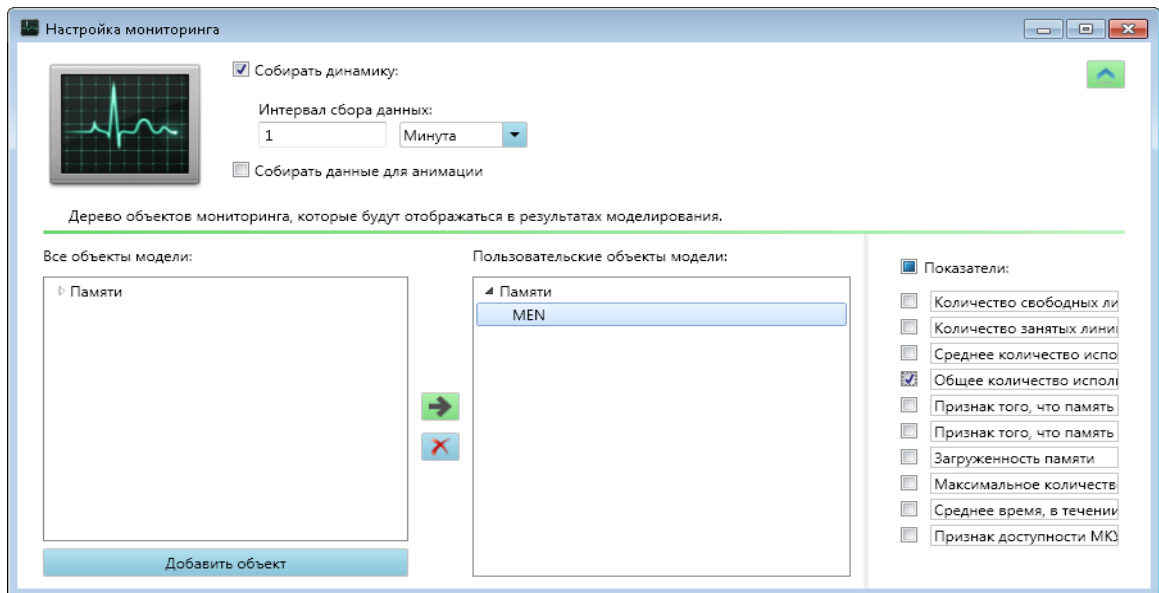 Настройка мониторинга
Собирать динамику:
Интервал сбора данных:
1 Минута
Собирать данные для анимации
Дерево объектов мониторинга, которые будут отображаться в результатах моделирования.
Все объекты модели:
Памяти
Добавить объект
Пользовательские объекты модели:
Памяти
MEN
Показатели:
Количество свободных ли
Количество занятых лини
Среднее количество испо
Общее количество исполь
Признак того, что память
Признак того, что память
Загруженность памяти
Максимальное количеств
Среднее время, в течении
Признак доступности МКУ